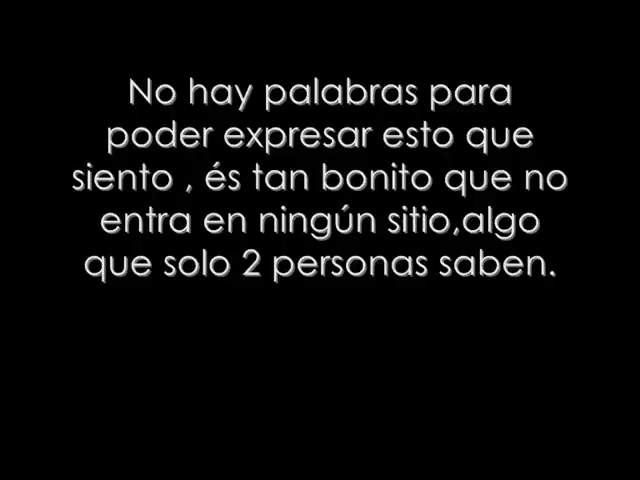 No hay palabras para
poder expresar esto que
siento , és tan bonito que no
entra en ningún sitio,algo
que solo 2 personas saben.